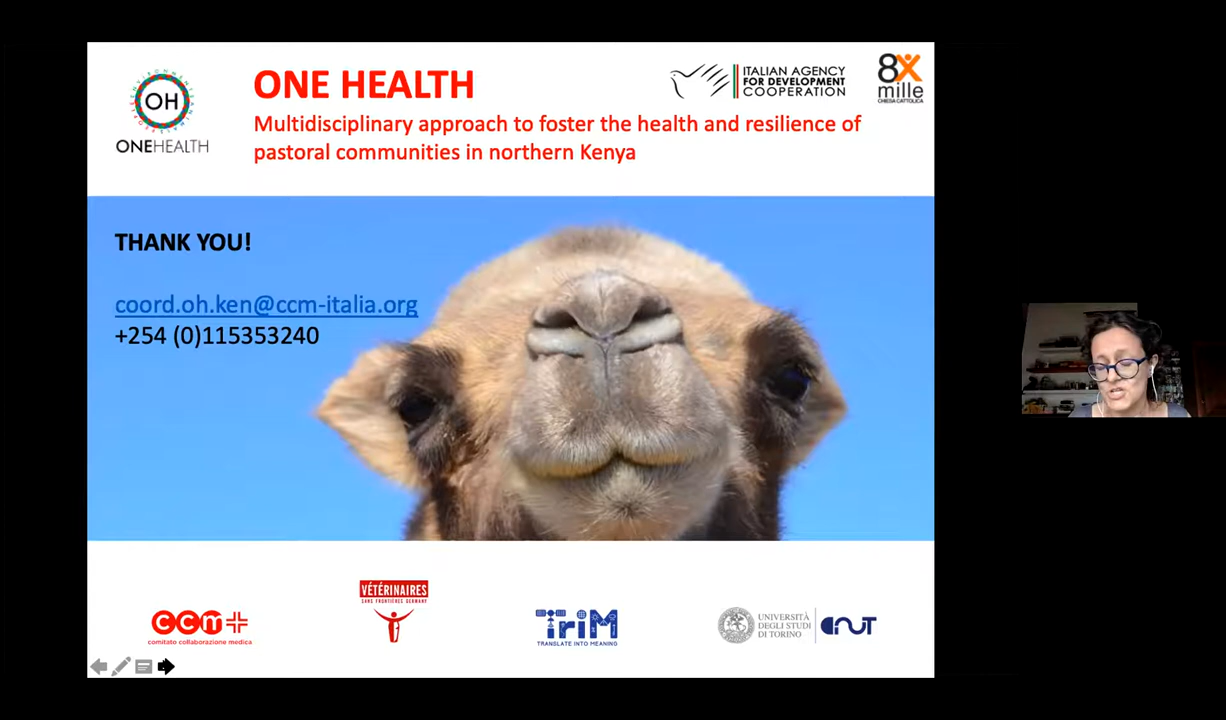 OH
ONEHEALTH
ONE HEALTH
Multidisciplinary approach to foster the health and resilience of
pastoral communities in northern Kenya
ITALIAN AGENCY
FOR DEVELOPMENT
COOPERATION
8X
mille
CHIESA CATTOLICA
THANK YOU!
coord.oh.ken@ccm-italia.org
+254 (0)115353240
CCM
comitato collaborazione medica
VÉTÉRINAIRES
SANS FRONTIÈRES GERMANY
TriM
TRANSLATE INTO MEANING
UNIVERSITÀ
DEGLI STUDI
DI TORINO